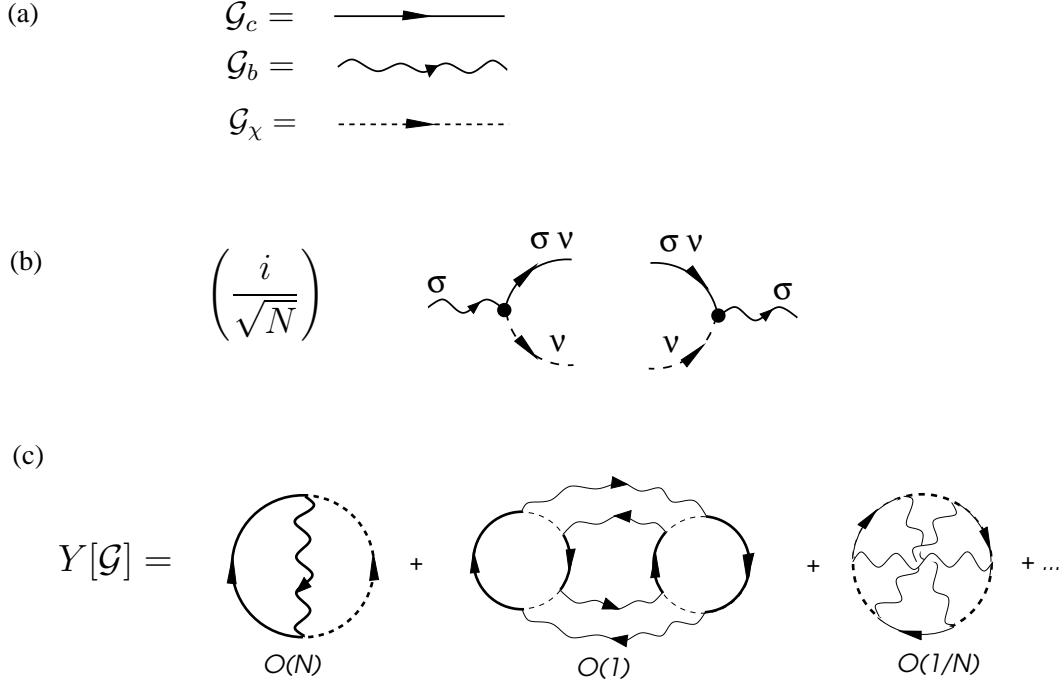 (a)
𝒢_c =
𝒢_b =
𝒢_χ =
(b)
(i/√N)
σ
σ ν
ν
σ ν
ν
σ
(c)
Y[𝒢] = + + + ...
O(N) O(1) O(1/N)